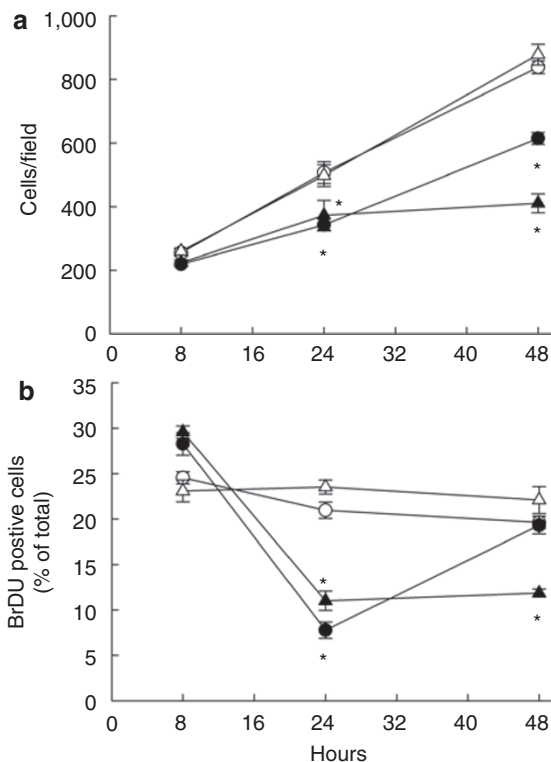 a
1,000
800
600
400
200
0
Cells/field
*
*
*
*
0 8 16 24 32 40 48
b
35
30
25
20
15
10
5
0
BrDU postive cells
(% of total)
*
*
*
0 8 16 24 32 40 48
Hours